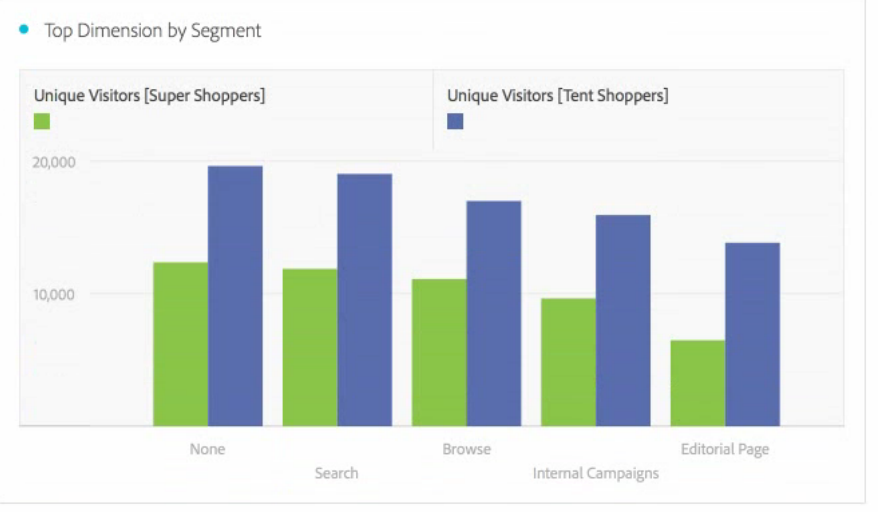 Top Dimension by Segment
Unique Visitors [Super Shoppers]
Unique Visitors [Tent Shoppers]
20,000
10,000
None
Search
Browse
Internal Campaigns
Editorial Page